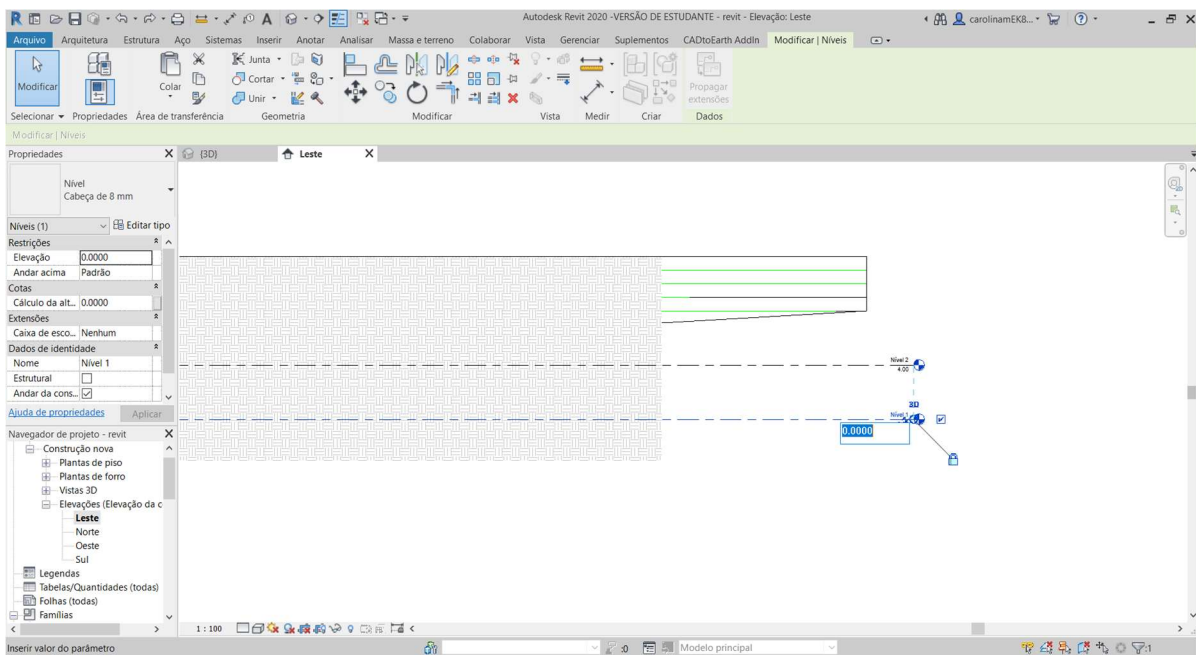 Autodesk Revit 2020 -VERSÃO DE ESTUDANTE - revit - Elevação: Leste
carolinamEK8...
Arquivo Arquitetura Estrutura Aço Sistemas Inserir Anotar Analisar Massa e terreno Colaborar Vista Gerenciar Suplementos CADtoEarth AddIn Modificar | Níveis
Modificar
Colar
Junta
Cortar
Unir
Propagar
extensões
Selecionar Propriedades Área de transferência Geometria Modificar Vista Medir Criar Dados
Modificar | Níveis
Propriedades
{3D} Leste
Nível
Cabeça de 8 mm
Níveis (1) Editar tipo
Restrições
Elevação 0.0000
Andar acima Padrão
Cotas
Cálculo da alt... 0.0000
Extensões
Caixa de esco... Nenhum
Dados de identidade
Nome Nível 1
Estrutural
Andar da cons...
Ajuda de propriedades Aplicar
Nível 2
4.00
3D
Nível 1
0.0000
Navegador de projeto - revit
Construção nova
Plantas de piso
Plantas de forro
Vistas 3D
Elevações (Elevação da c
Leste
Norte
Oeste
Sul
Legendas
Tabelas/Quantidades (todas)
Folhas (todas)
Famílias
1 : 100
Inserir valor do parâmetro
:0 Modelo principal :1